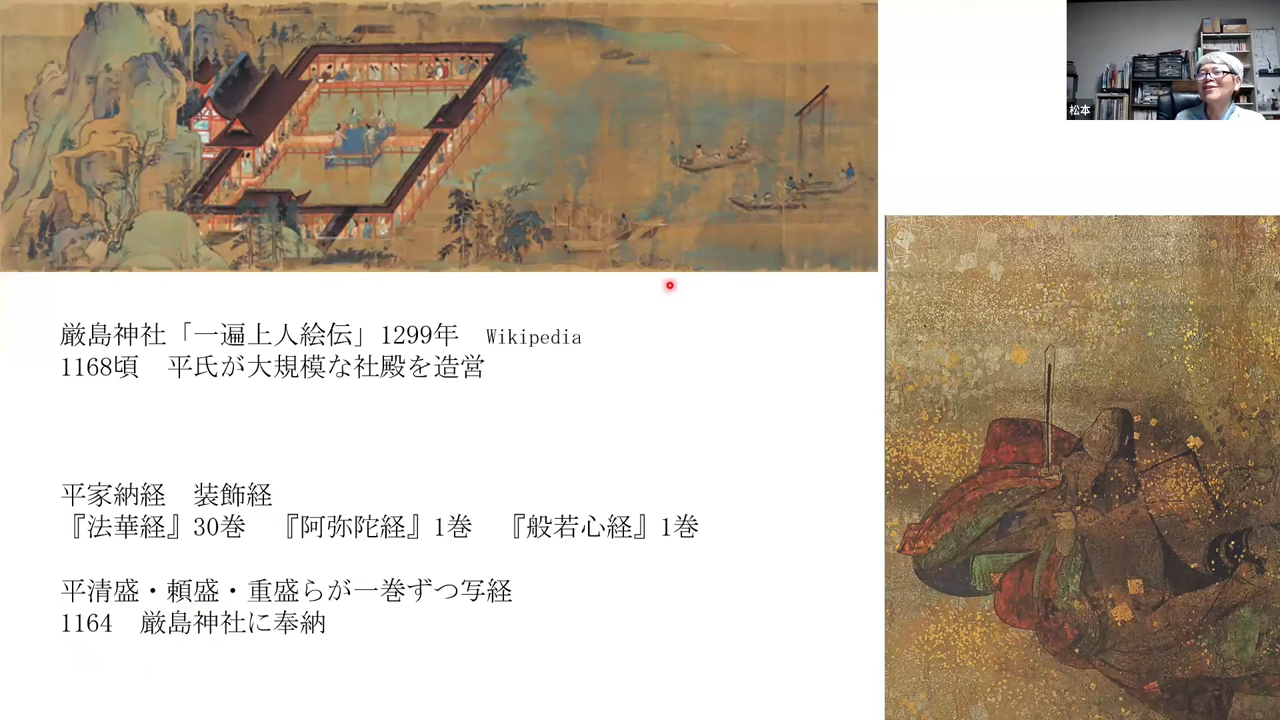 松本
厳島神社「一遍上人絵伝」1299年　Wikipedia
1168頃　平氏が大規模な社殿を造営
平家納経　装飾経
『法華経』30巻　『阿弥陀経』1巻　『般若心経』1巻
平清盛・頼盛・重盛らが一巻ずつ写経
1164　厳島神社に奉納